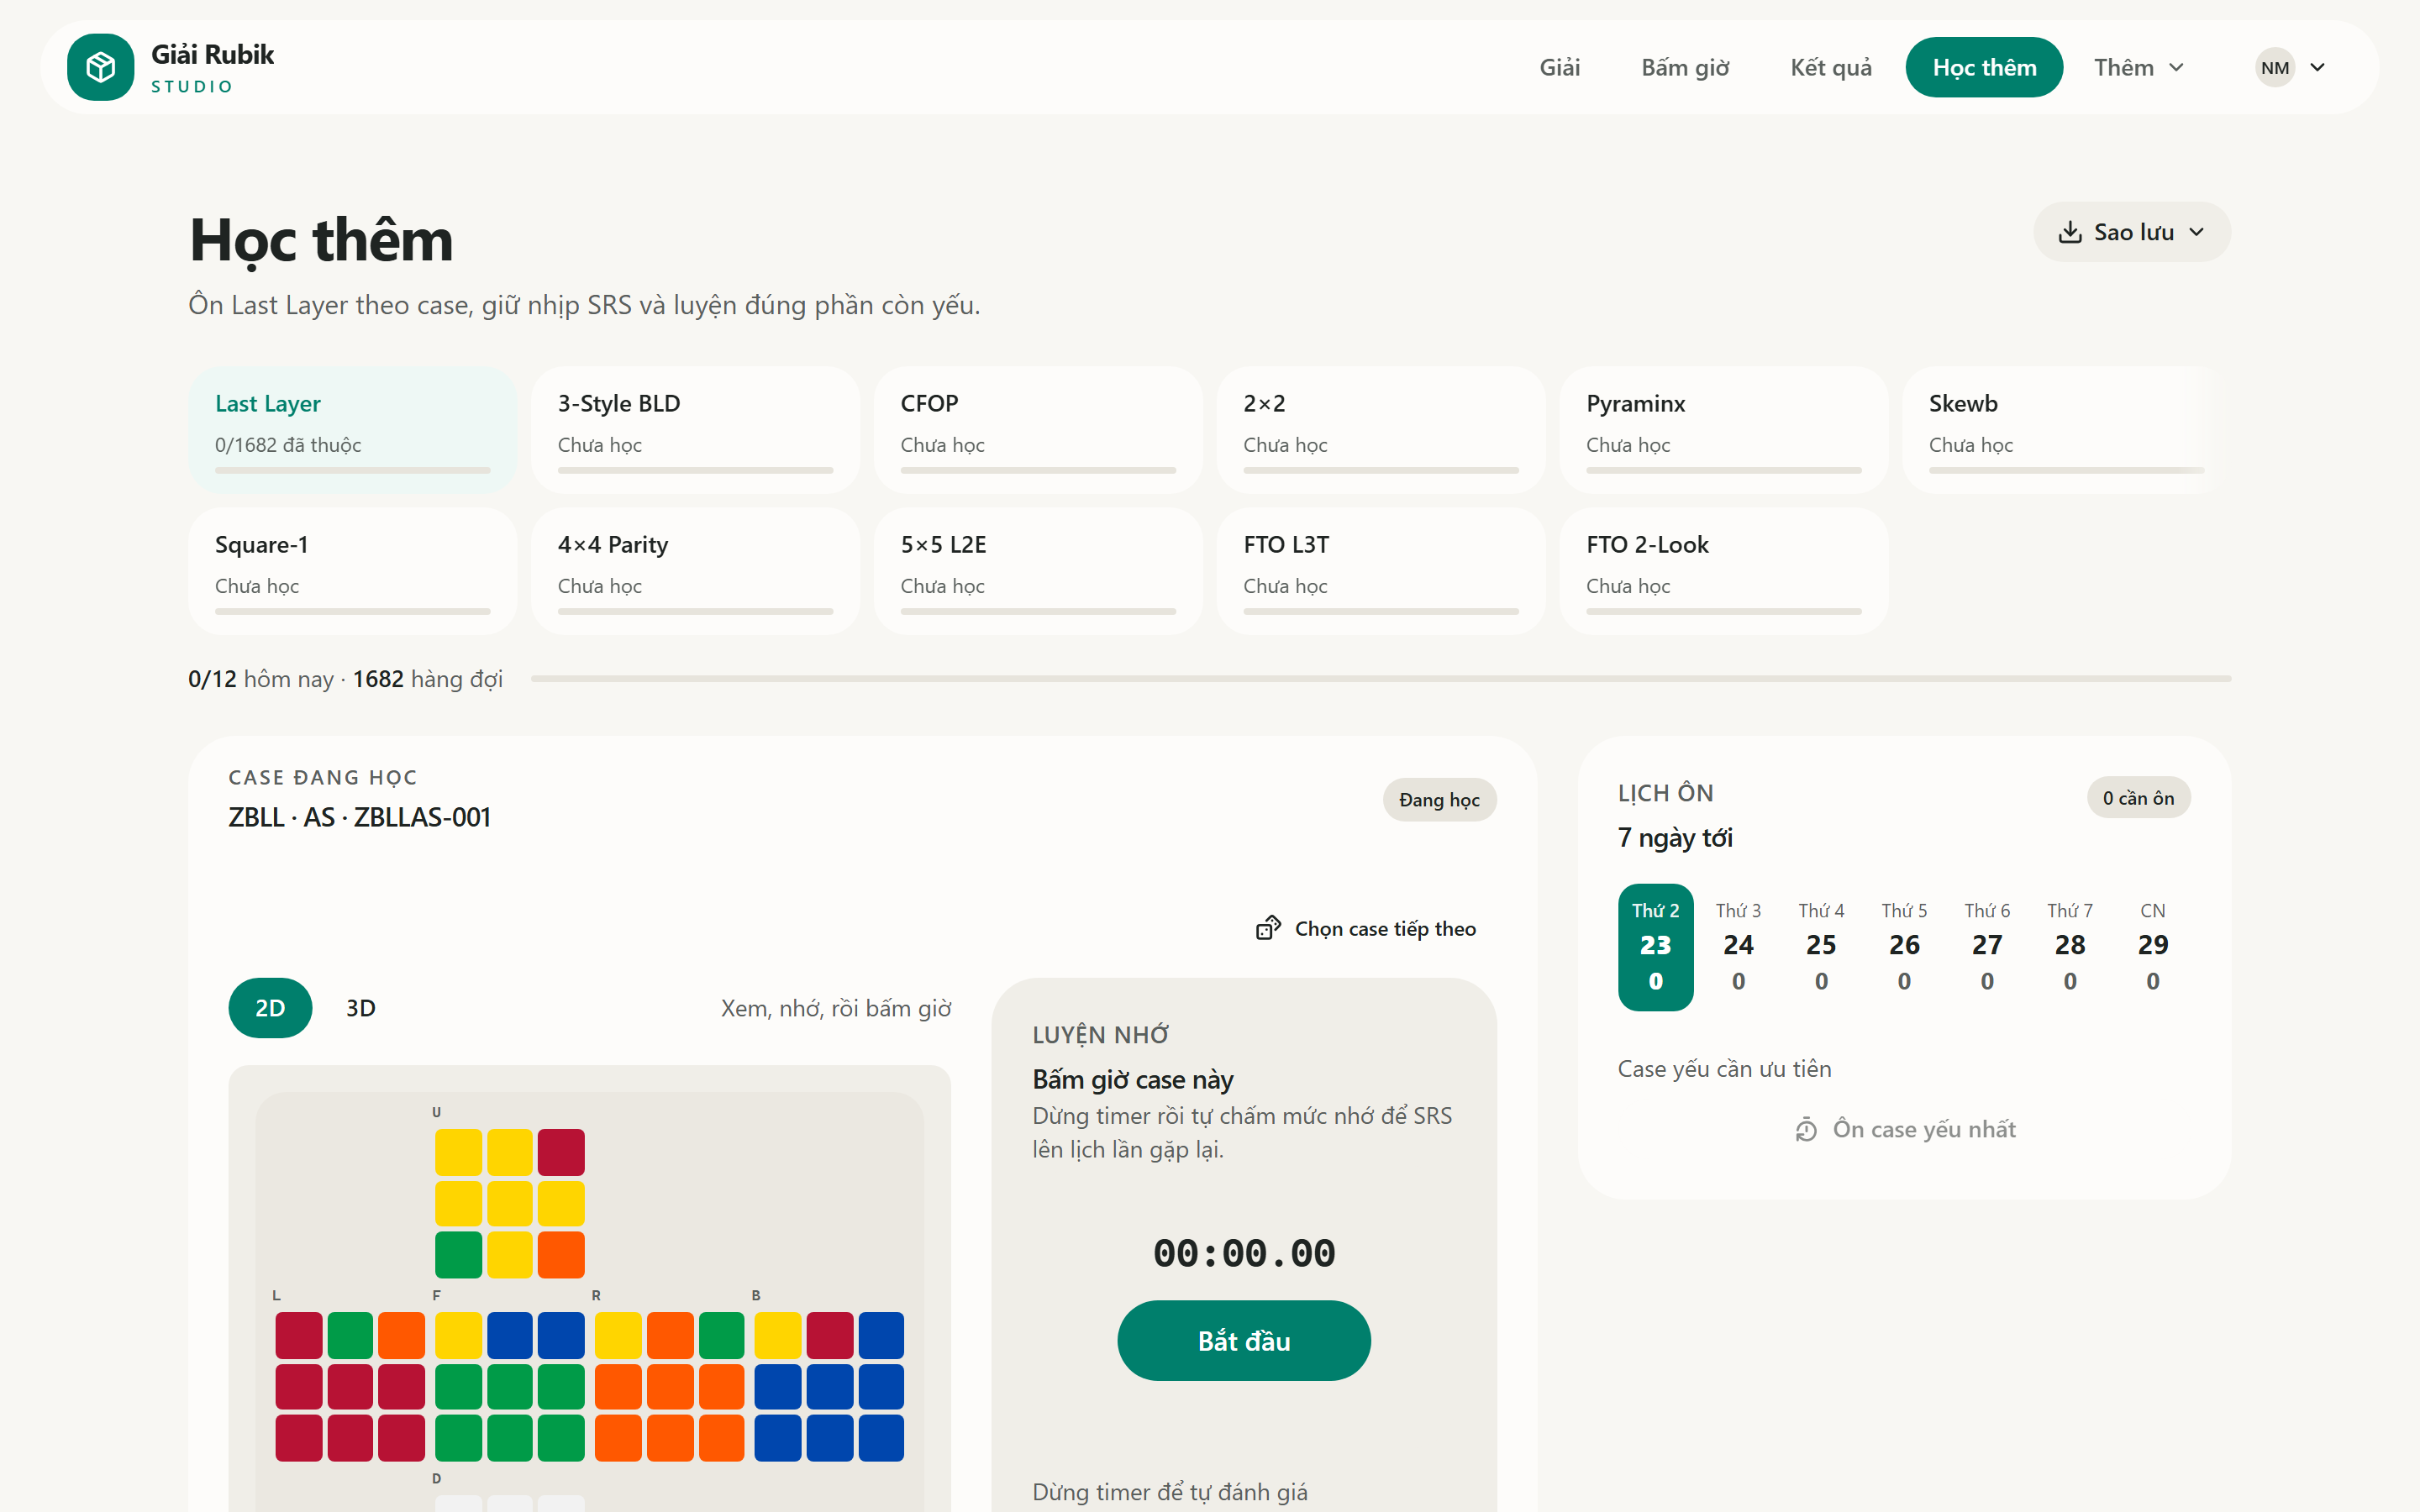 Giải Rubik
STUDIO
Giải
Bấm giờ
Kết quả
Học thêm
Thêm
NM
Học thêm
Sao lưu
Ôn Last Layer theo case, giữ nhịp SRS và luyện đúng phần còn yếu.
Last Layer
0/1682 đã thuộc
3-Style BLD
Chưa học
CFOP
Chưa học
2×2
Chưa học
Pyraminx
Chưa học
Skewb
Chưa học
Square-1
Chưa học
4×4 Parity
Chưa học
5×5 L2E
Chưa học
FTO L3T
Chưa học
FTO 2-Look
Chưa học
0/12 hôm nay · 1682 hàng đợi
CASE ĐANG HỌC
ZBLL · AS · ZBLLAS-001
Đang học
Chọn case tiếp theo
2D
3D
Xem, nhớ, rồi bấm giờ
U
L
F
R
B
D
LUYỆN NHỚ
Bấm giờ case này
Dừng timer rồi tự chấm mức nhớ để SRS
lên lịch lần gặp lại.
00:00.00
Bắt đầu
Dừng timer để tự đánh giá
LỊCH ÔN
7 ngày tới
0 cần ôn
Thứ 2
Thứ 3
Thứ 4
Thứ 5
Thứ 6
Thứ 7
CN
23
24
25
26
27
28
29
0
0
0
0
0
0
0
Case yếu cần ưu tiên
Ôn case yếu nhất